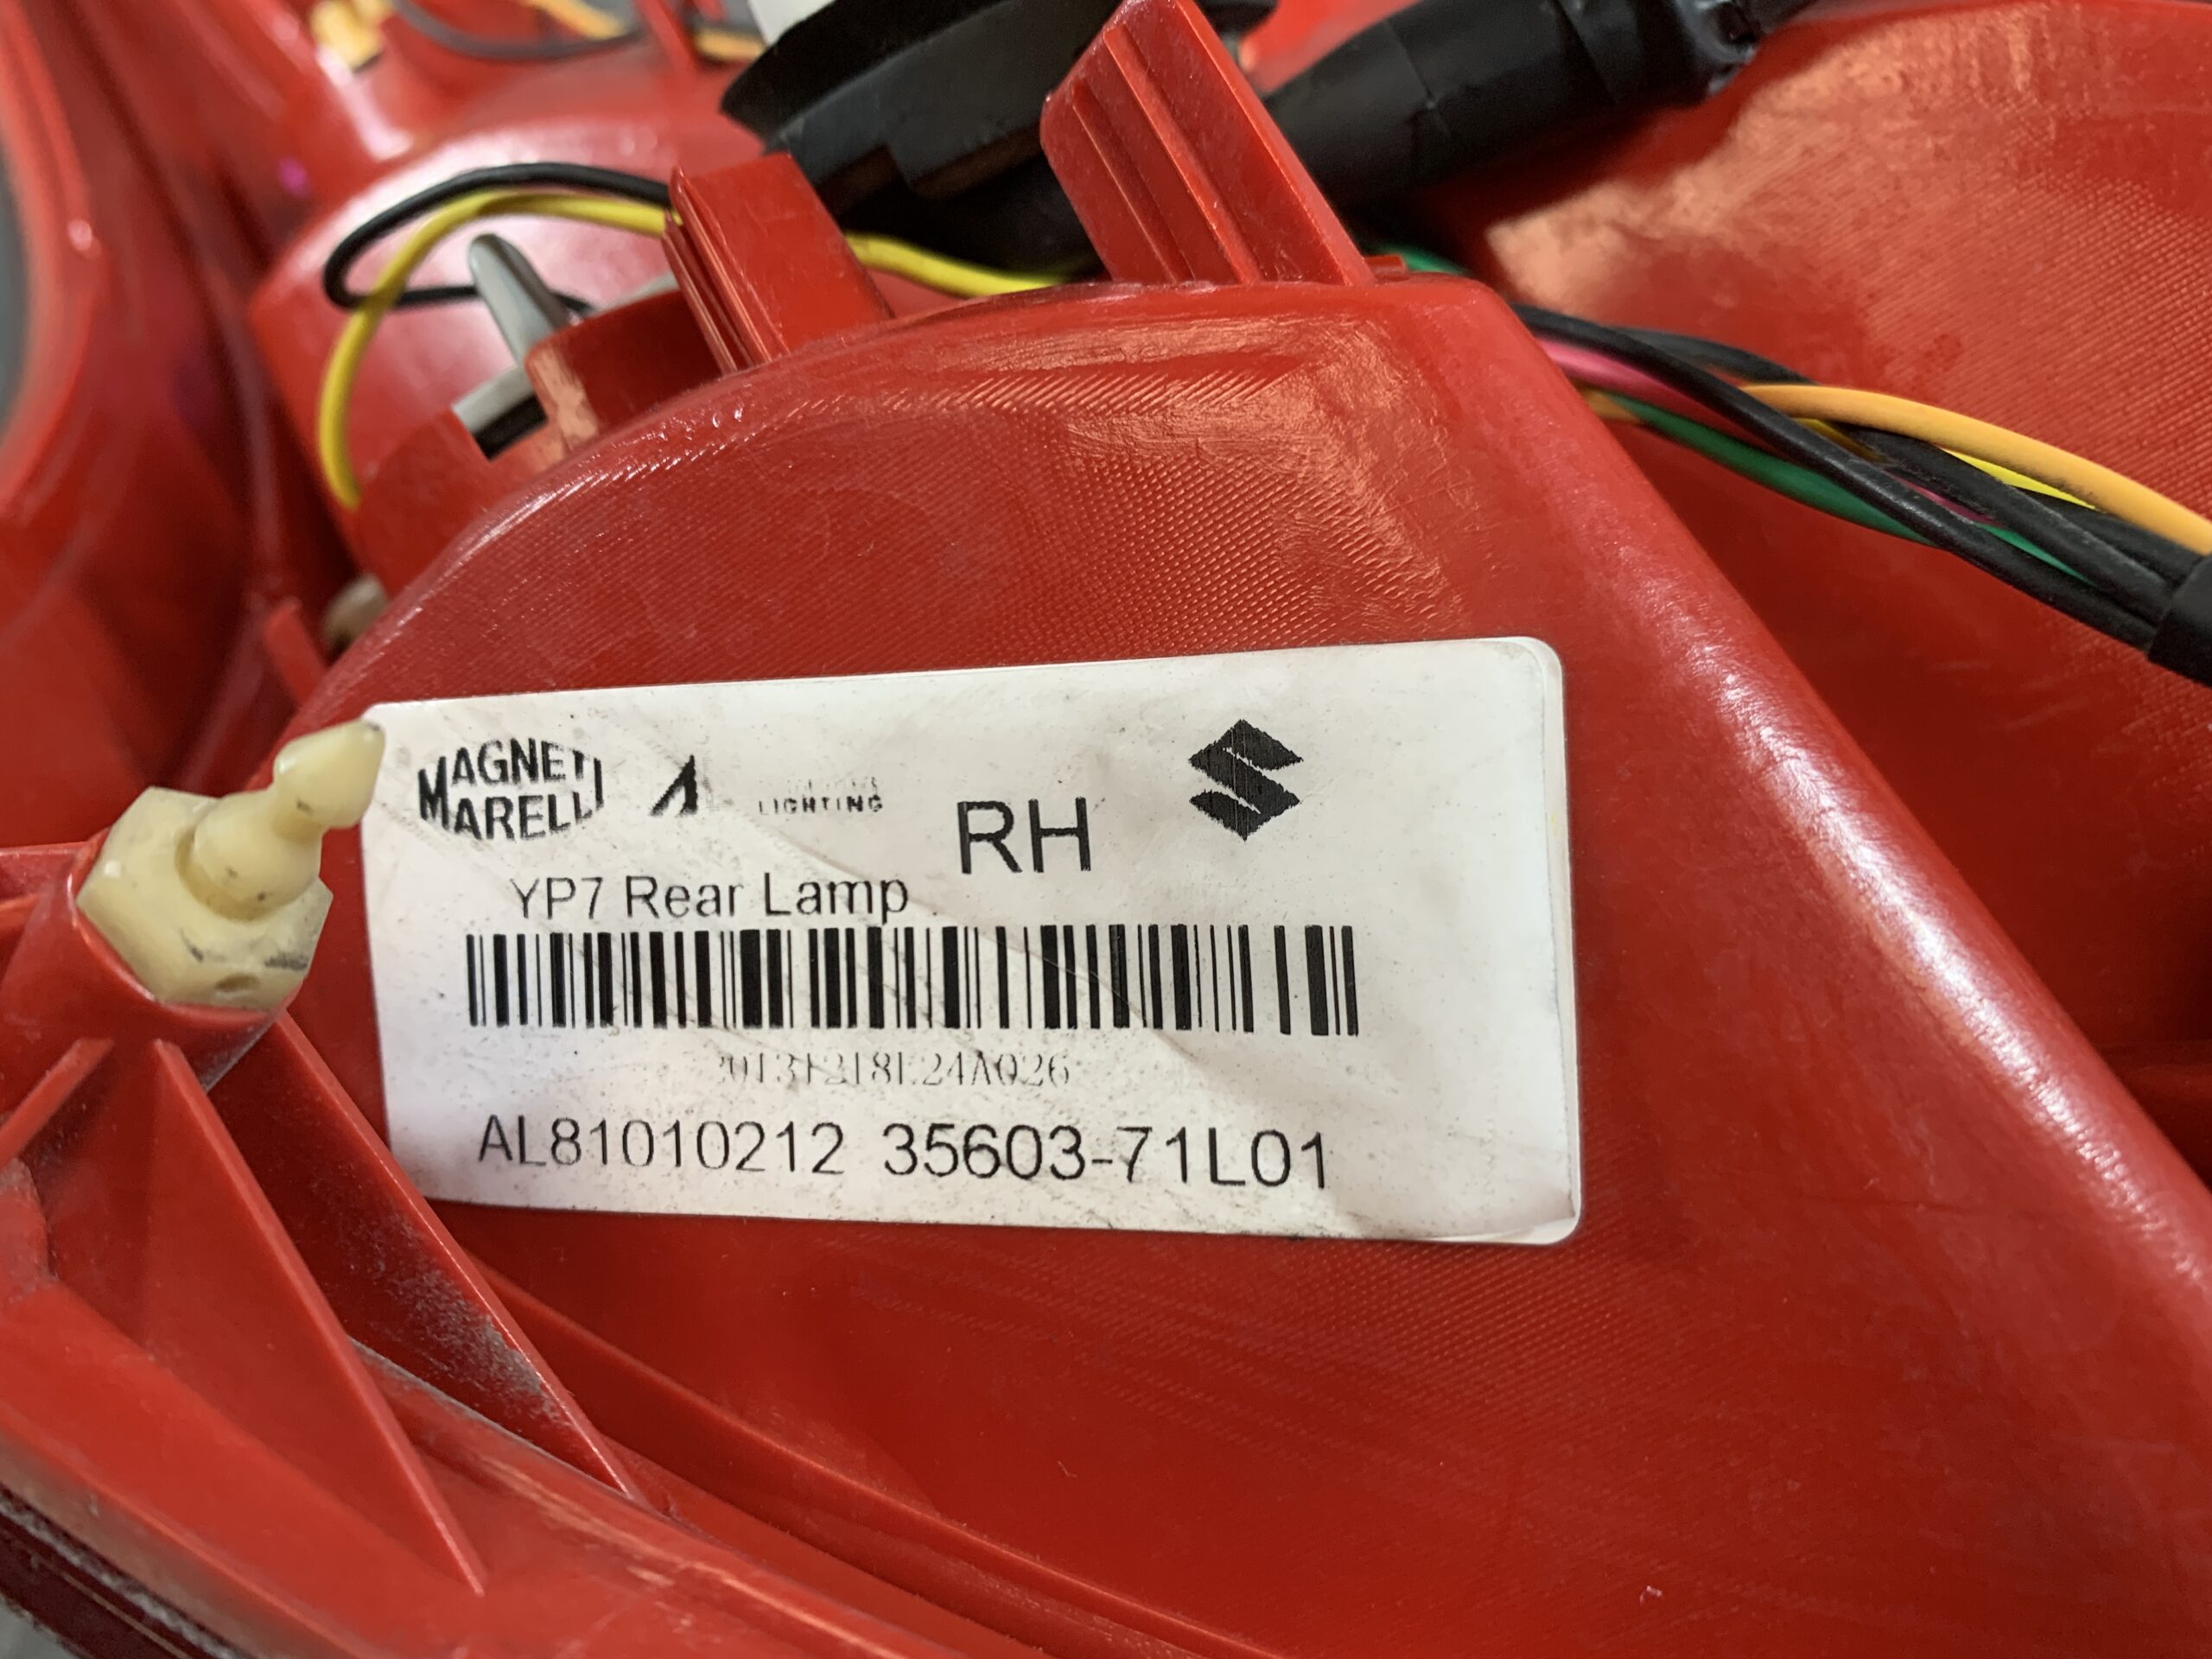 MAGNETI MARELLI LIGHTING
RH
YP7 Rear Lamp
AL81010212 35603-71L01